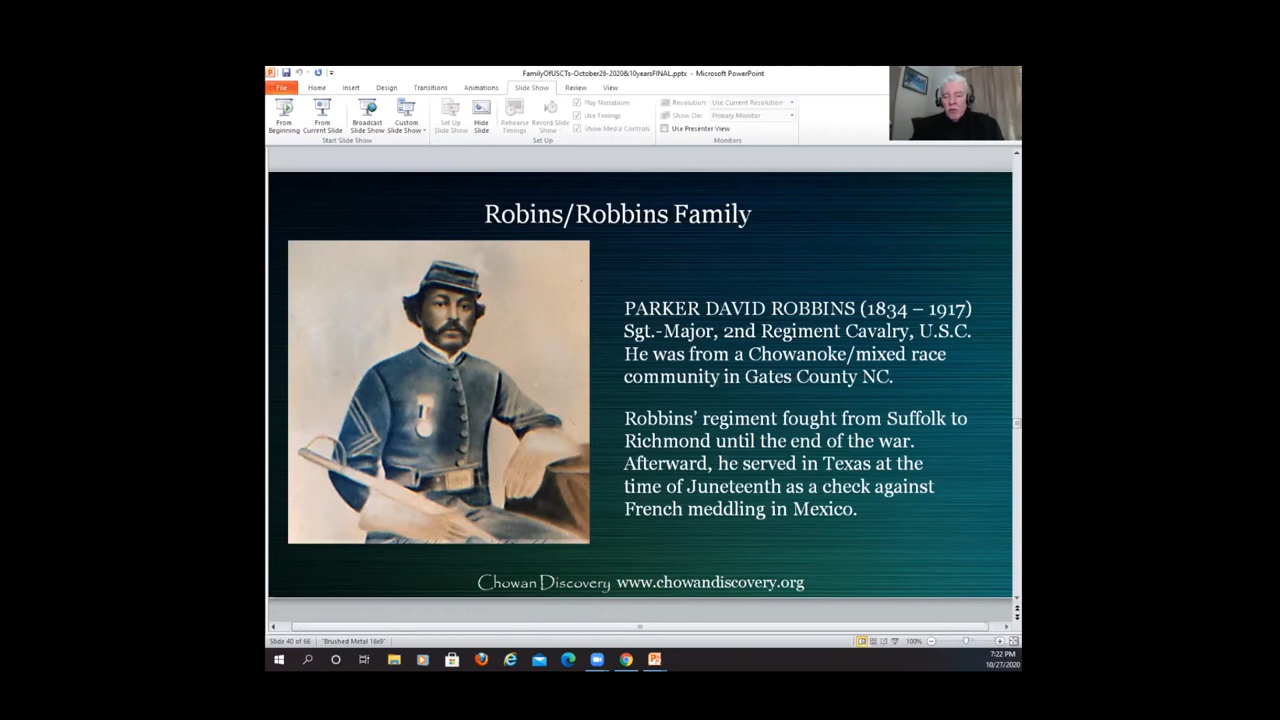 FamilyOfUSCTs-October26-2020&10yearsFINAL.pptx - Microsoft PowerPoint
File Home Insert Design Transitions Animations Slide Show Review View
From Beginning
From Current Slide
Broadcast Slide Show
Custom Slide Show
Set Up Slide Show
Hide Slide
Rehearse Timings
Record Slide Show
Play Narrations
Use Timings
Show Media Controls
Resolution: Use Current Resolution
Show On: Primary Monitor
Use Presenter View
Start Slide Show
Set Up
Monitors
Robins/Robbins Family
PARKER DAVID ROBBINS (1834 – 1917)
Sgt.-Major, 2nd Regiment Cavalry, U.S.C.
He was from a Chowanoke/mixed race
community in Gates County NC.
Robbins’ regiment fought from Suffolk to
Richmond until the end of the war.
Afterward, he served in Texas at the
time of Juneteenth as a check against
French meddling in Mexico.
Chowan Discovery www.chowandiscovery.org
Slide 40 of 66 "Brushed Metal 16x9" 100%
7:22 PM
10/27/2020